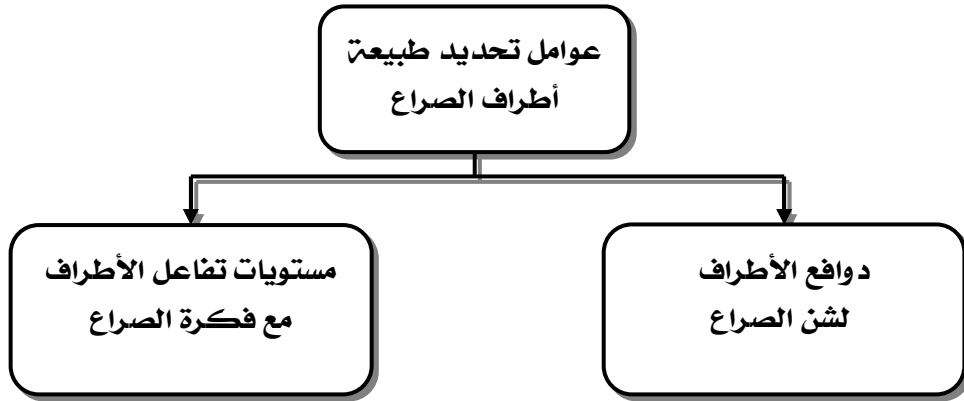 عوامل تحديد طبيعة
أطراف الصراع
دوافع الأطراف
لشن الصراع
مستويات تفاعل الأطراف
مع فكرة الصراع